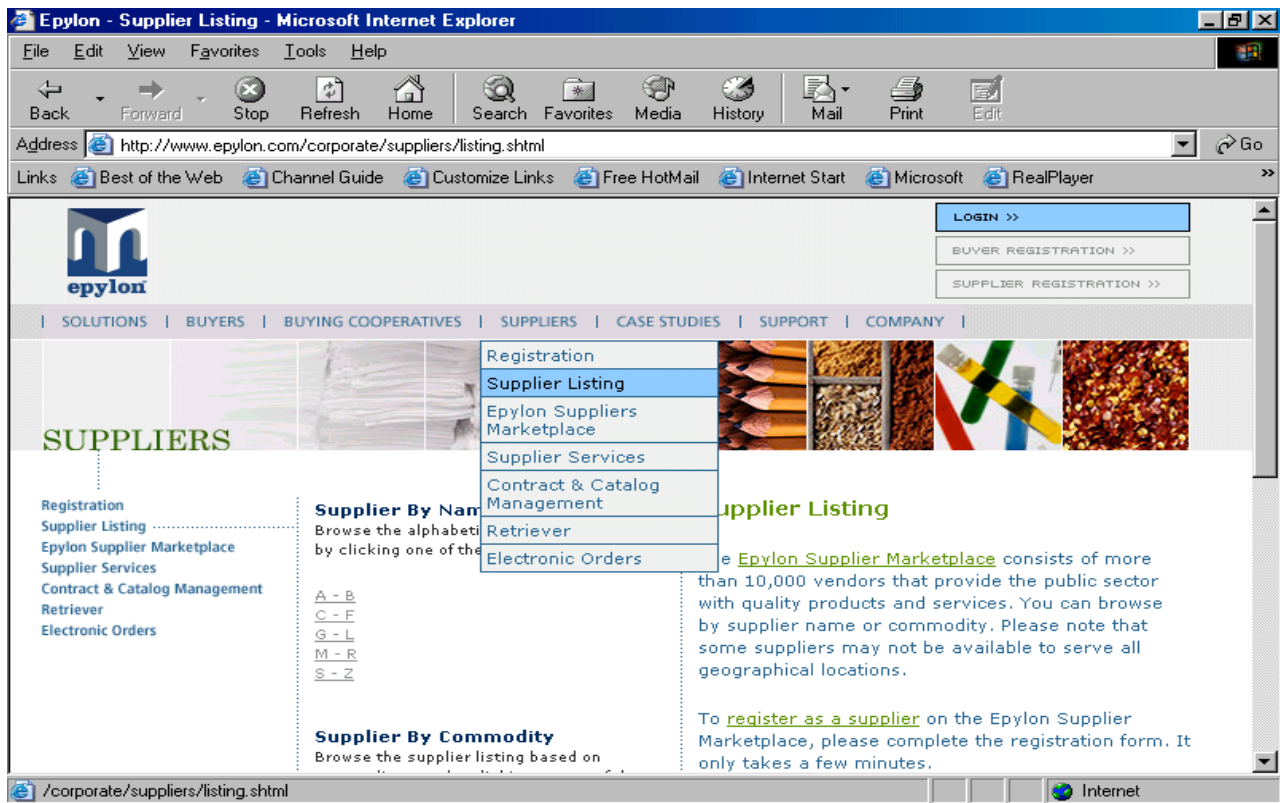 Epylon - Supplier Listing - Microsoft Internet Explorer
File Edit View Favorites Tools Help
Back Forward Stop Refresh Home Search Favorites Media History Mail Print Edit
Address http://www.epylon.com/corporate/suppliers/listing.shtml Go
Links Best of the Web Channel Guide Customize Links Free HotMail Internet Start Microsoft RealPlayer »
LOGIN >>
BUYER REGISTRATION >>
SUPPLIER REGISTRATION >>
epylon
| SOLUTIONS | BUYERS | BUYING COOPERATIVES | SUPPLIERS | CASE STUDIES | SUPPORT | COMPANY |
Registration
Supplier Listing
Epylon Suppliers
Marketplace
Supplier Services
Contract & Catalog
Management
Retriever
Electronic Orders
SUPPLIERS
Registration
Supplier Listing
Epylon Supplier Marketplace
Supplier Services
Contract & Catalog Management
Retriever
Electronic Orders
Supplier By Nam
Browse the alphabeti
by clicking one of the
A - B
C - F
G - L
M - R
S - Z
Supplier By Commodity
Browse the supplier listing based on
upplier Listing
e Epylon Supplier Marketplace consists of more
than 10,000 vendors that provide the public sector
with quality products and services. You can browse
by supplier name or commodity. Please note that
some suppliers may not be available to serve all
geographical locations.
To register as a supplier on the Epylon Supplier
Marketplace, please complete the registration form. It
only takes a few minutes.
/corporate/suppliers/listing.shtml Internet